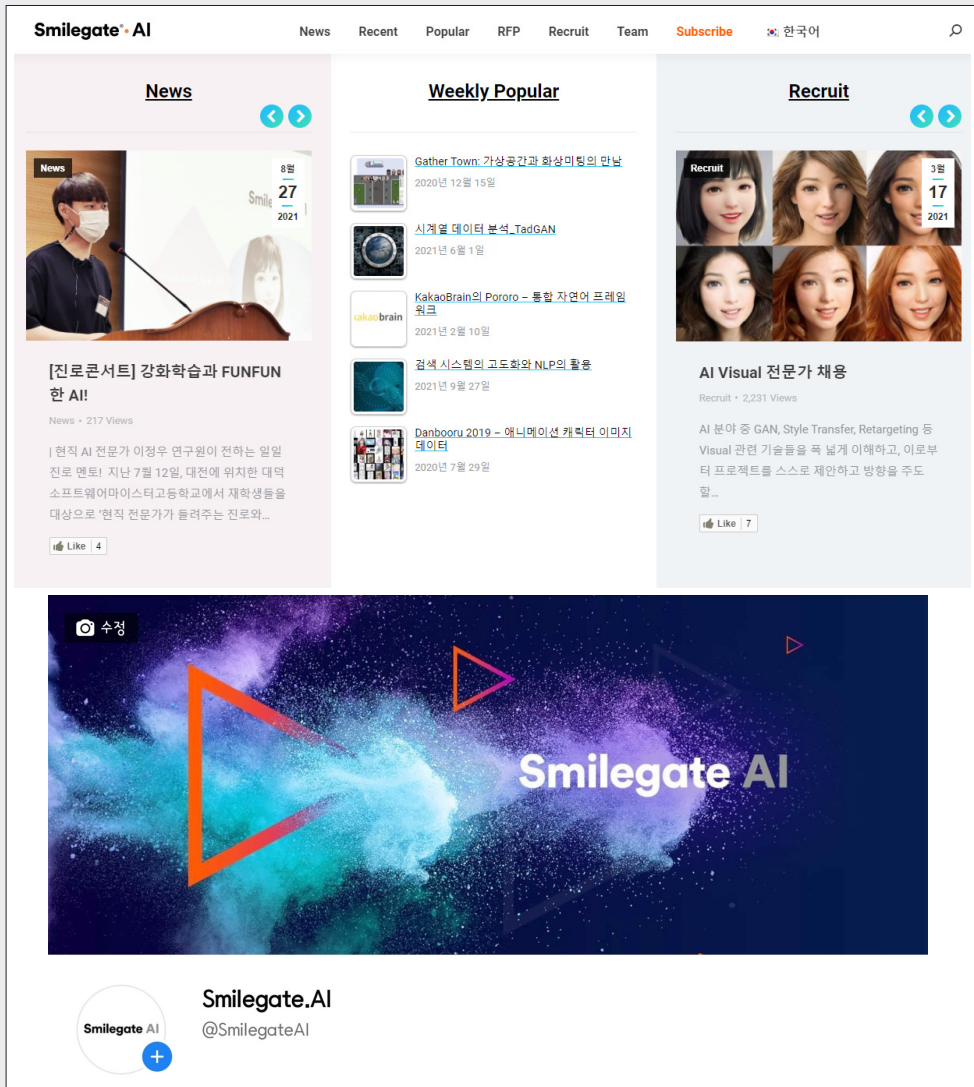 Smilegate AI
News Recent Popular RFP Recruit Team Subscribe 한국어
News
News
8월
27
2021
Smile
[진로콘서트] 강화학습과 FUNFUN
한 AI!
News • 217 Views
| 현직 AI 전문가 이정우 연구원이 전하는 일일
진로 멘토! 지난 7월 12일, 대전에 위치한 대덕
소프트웨어마이스터고등학교에서 재학생들을
대상으로 '현직 전문가가 들려주는 진로와...
Like 4
Weekly Popular
Gather Town: 가상공간과 화상미팅의 만남
2020년 12월 15일
시계열 데이터 분석_TadGAN
2021년 6월 1일
kakaobrain
KakaoBrain의 Pororo – 통합 자연어 프레임
워크
2021년 2월 10일
검색 시스템의 고도화와 NLP의 활용
2021년 9월 27일
Danbooru 2019 – 애니메이션 캐릭터 이미지
데이터
2020년 7월 29일
Recruit
Recruit
3월
17
2021
AI Visual 전문가 채용
Recruit • 2,231 Views
AI 분야 중 GAN, Style Transfer, Retargeting 등
Visual 관련 기술들을 폭 넓게 이해하고, 이로부
터 프로젝트를 스스로 제안하고 방향을 주도
할...
Like 7
수정
Smilegate AI
Smilegate AI
Smilegate.AI
@SmilegateAI